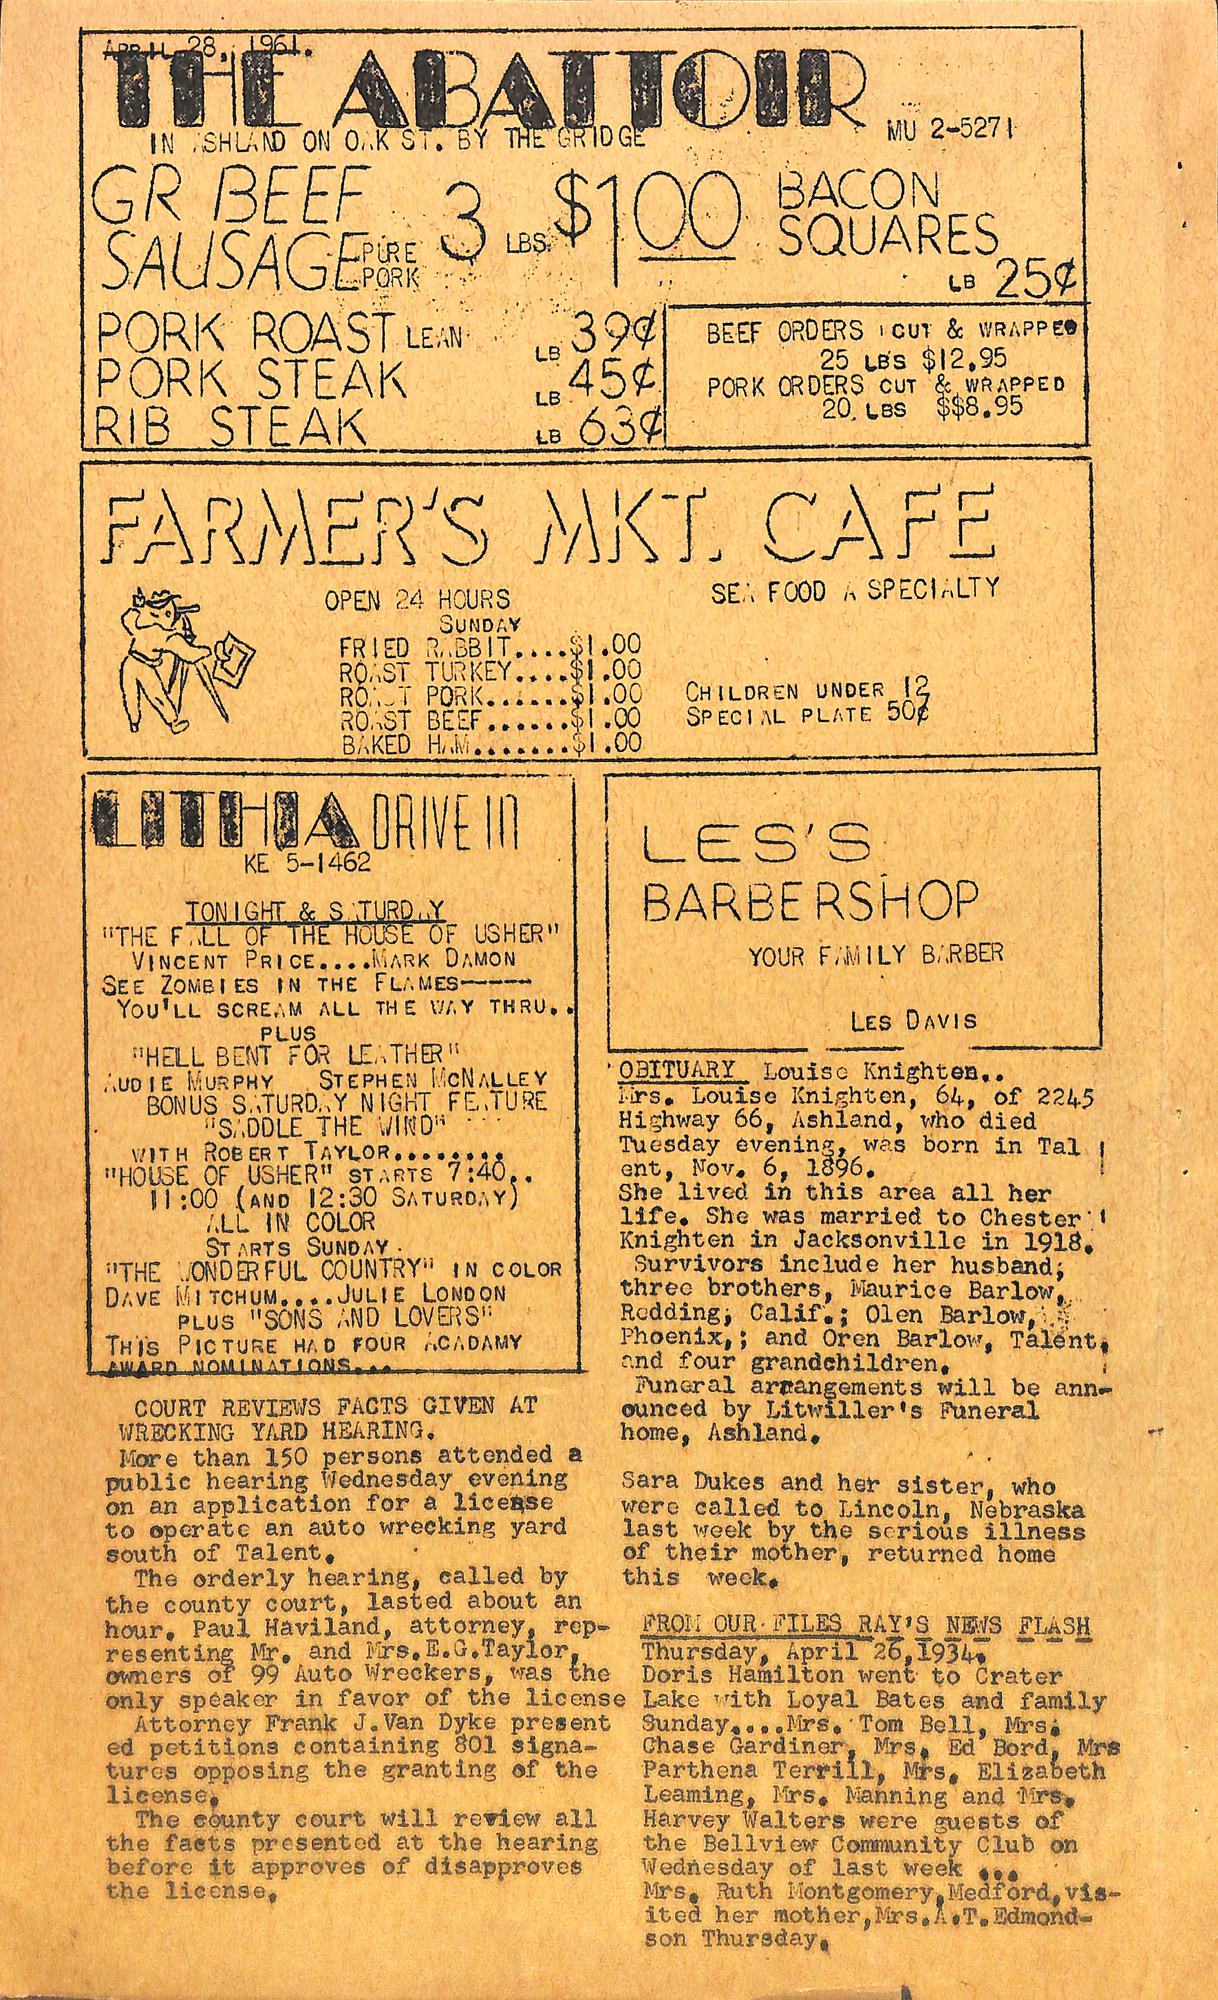 APRIL 28, 1961.
THE ABATTOIR
IN ASHLAND ON OAK ST. BY THE GRIDGE
MU 2-5271
GR BEEF
SAUSAGE PURE PORK
3 LBS. $1.00
BACON
SQUARES
LB 25¢
PORK ROAST LEAN LB 39¢
PORK STEAK LB 45¢
RIB STEAK LB 63¢
BEEF ORDERS CUT & WRAPPED
25 LBS $12.95
PORK ORDERS CUT & WRAPPED
20. LBS $$8.95
FARMER'S MKT. CAFE
OPEN 24 HOURS
SEA FOOD A SPECIALTY
SUNDAY
FRIED RABBIT....$1.00
ROAST TURKEY....$1.00
ROAST PORK......$1.00
ROAST BEEF......$1.00
BAKED HAM.......$1.00
CHILDREN UNDER 12
SPECIAL PLATE 50¢
LITHIA DRIVE IN
KE 5-1462
TONIGHT & SATURDAY
"THE FALL OF THE HOUSE OF USHER"
VINCENT PRICE....MARK DAMON
SEE ZOMBIES IN THE FLAMES-----
YOU'LL SCREAM ALL THE WAY THRU..
PLUS
"HELL BENT FOR LEATHER"
AUDIE MURPHY STEPHEN MCNALLEY
BONUS SATURDAY NIGHT FEATURE
"SADDLE THE WIND"
WITH ROBERT TAYLOR........
"HOUSE OF USHER" STARTS 7:40..
11:00 (AND 12:30 SATURDAY)
ALL IN COLOR
STARTS SUNDAY.
"THE WONDERFUL COUNTRY" IN COLOR
DAVE MITCHUM....JULIE LONDON
PLUS "SONS AND LOVERS"
THIS PICTURE HAD FOUR ACADAMY
AWARD NOMINATIONS...
COURT REVIEWS FACTS GIVEN AT
WRECKING YARD HEARING.
More than 150 persons attended a
public hearing Wednesday evening
on an application for a license
to operate an auto wrecking yard
south of Talent.
The orderly hearing, called by
the county court, lasted about an
hour. Paul Haviland, attorney, rep-
resenting Mr. and Mrs.E.G.Taylor,
owners of 99 Auto Wreckers, was the
only speaker in favor of the license
Attorney Frank J.Van Dyke present
ed petitions containing 801 signa-
tures opposing the granting of the
license.
The county court will review all
the facts presented at the hearing
before it approves of disapproves
the license.
LES'S
BARBERSHOP
YOUR FAMILY BARBER
LES DAVIS
OBITUARY Louise Knighten..
Mrs. Louise Knighten, 64, of 2245
Highway 66, Ashland, who died
Tuesday evening, was born in Tal
ent, Nov. 6, 1896.
She lived in this area all her
life. She was married to Chester
Knighten in Jacksonville in 1918.
Survivors include her husband;
three brothers, Maurice Barlow,
Redding, Calif.; Olen Barlow,
Phoenix,; and Oren Barlow, Talent,
and four grandchildren.
Funeral arrangements will be ann-
ounced by Litwiller's Funeral
home, Ashland.
Sara Dukes and her sister, who
were called to Lincoln, Nebraska
last week by the serious illness
of their mother, returned home
this week.
FROM OUR FILES RAY'S NEWS FLASH
Thursday, April 26,1934.
Doris Hamilton went to Crater
Lake with Loyal Bates and family
Sunday....Mrs. Tom Bell, Mrs.
Chase Gardiner, Mrs. Ed Bord, Mrs
Parthena Terrill, Mrs. Elizabeth
Leaming, Mrs. Manning and Mrs.
Harvey Walters were guests of
the Bellview Community Club on
Wednesday of last week ...
Mrs. Ruth Montgomery,Medford,vis-
ited her mother,Mrs.A.T.Edmond-
son Thursday.